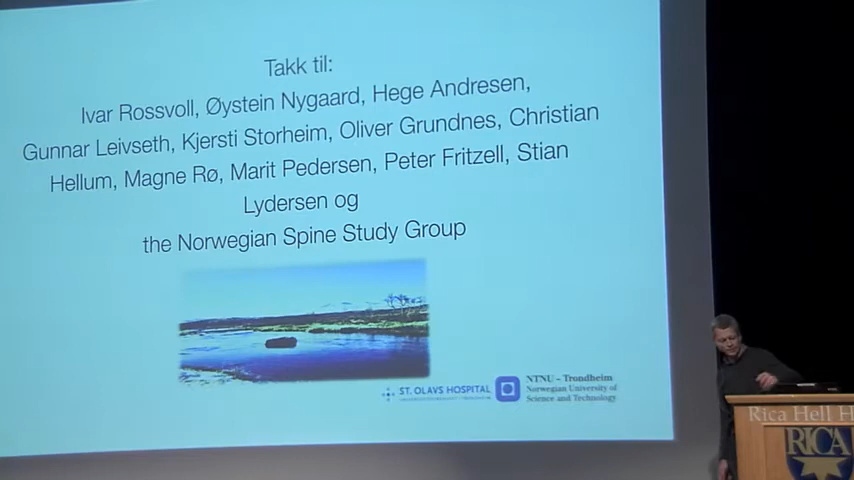 Takk til:
Ivar Rossvoll, Øystein Nygaard, Hege Andresen,
Gunnar Leivseth, Kjersti Storheim, Oliver Grundnes, Christian
Hellum, Magne Rø, Marit Pedersen, Peter Fritzell, Stian
Lydersen og
the Norwegian Spine Study Group
ST. OLAVS HOSPITAL
NTNU – Trondheim
Norwegian University of
Science and Technology
Rica Hell H
RICA